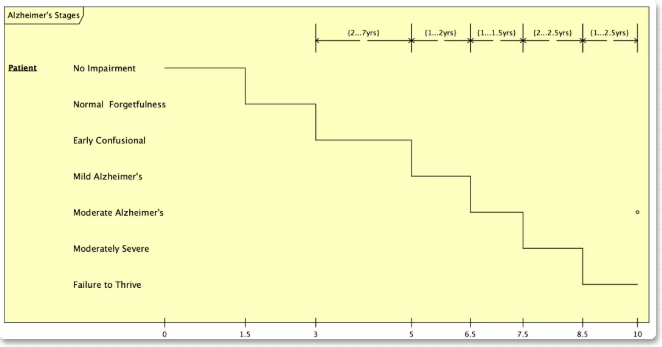 Alzheimer's Stages
{2...7yrs} {1...2yrs} {1...1.5yrs} {2...2.5yrs} {1...2.5yrs}
Patient No Impairment
Normal Forgetfulness
Early Confusional
Mild Alzheimer's
Moderate Alzheimer's
Moderately Severe
Failure to Thrive
0 1.5 3 5 6.5 7.5 8.5 10